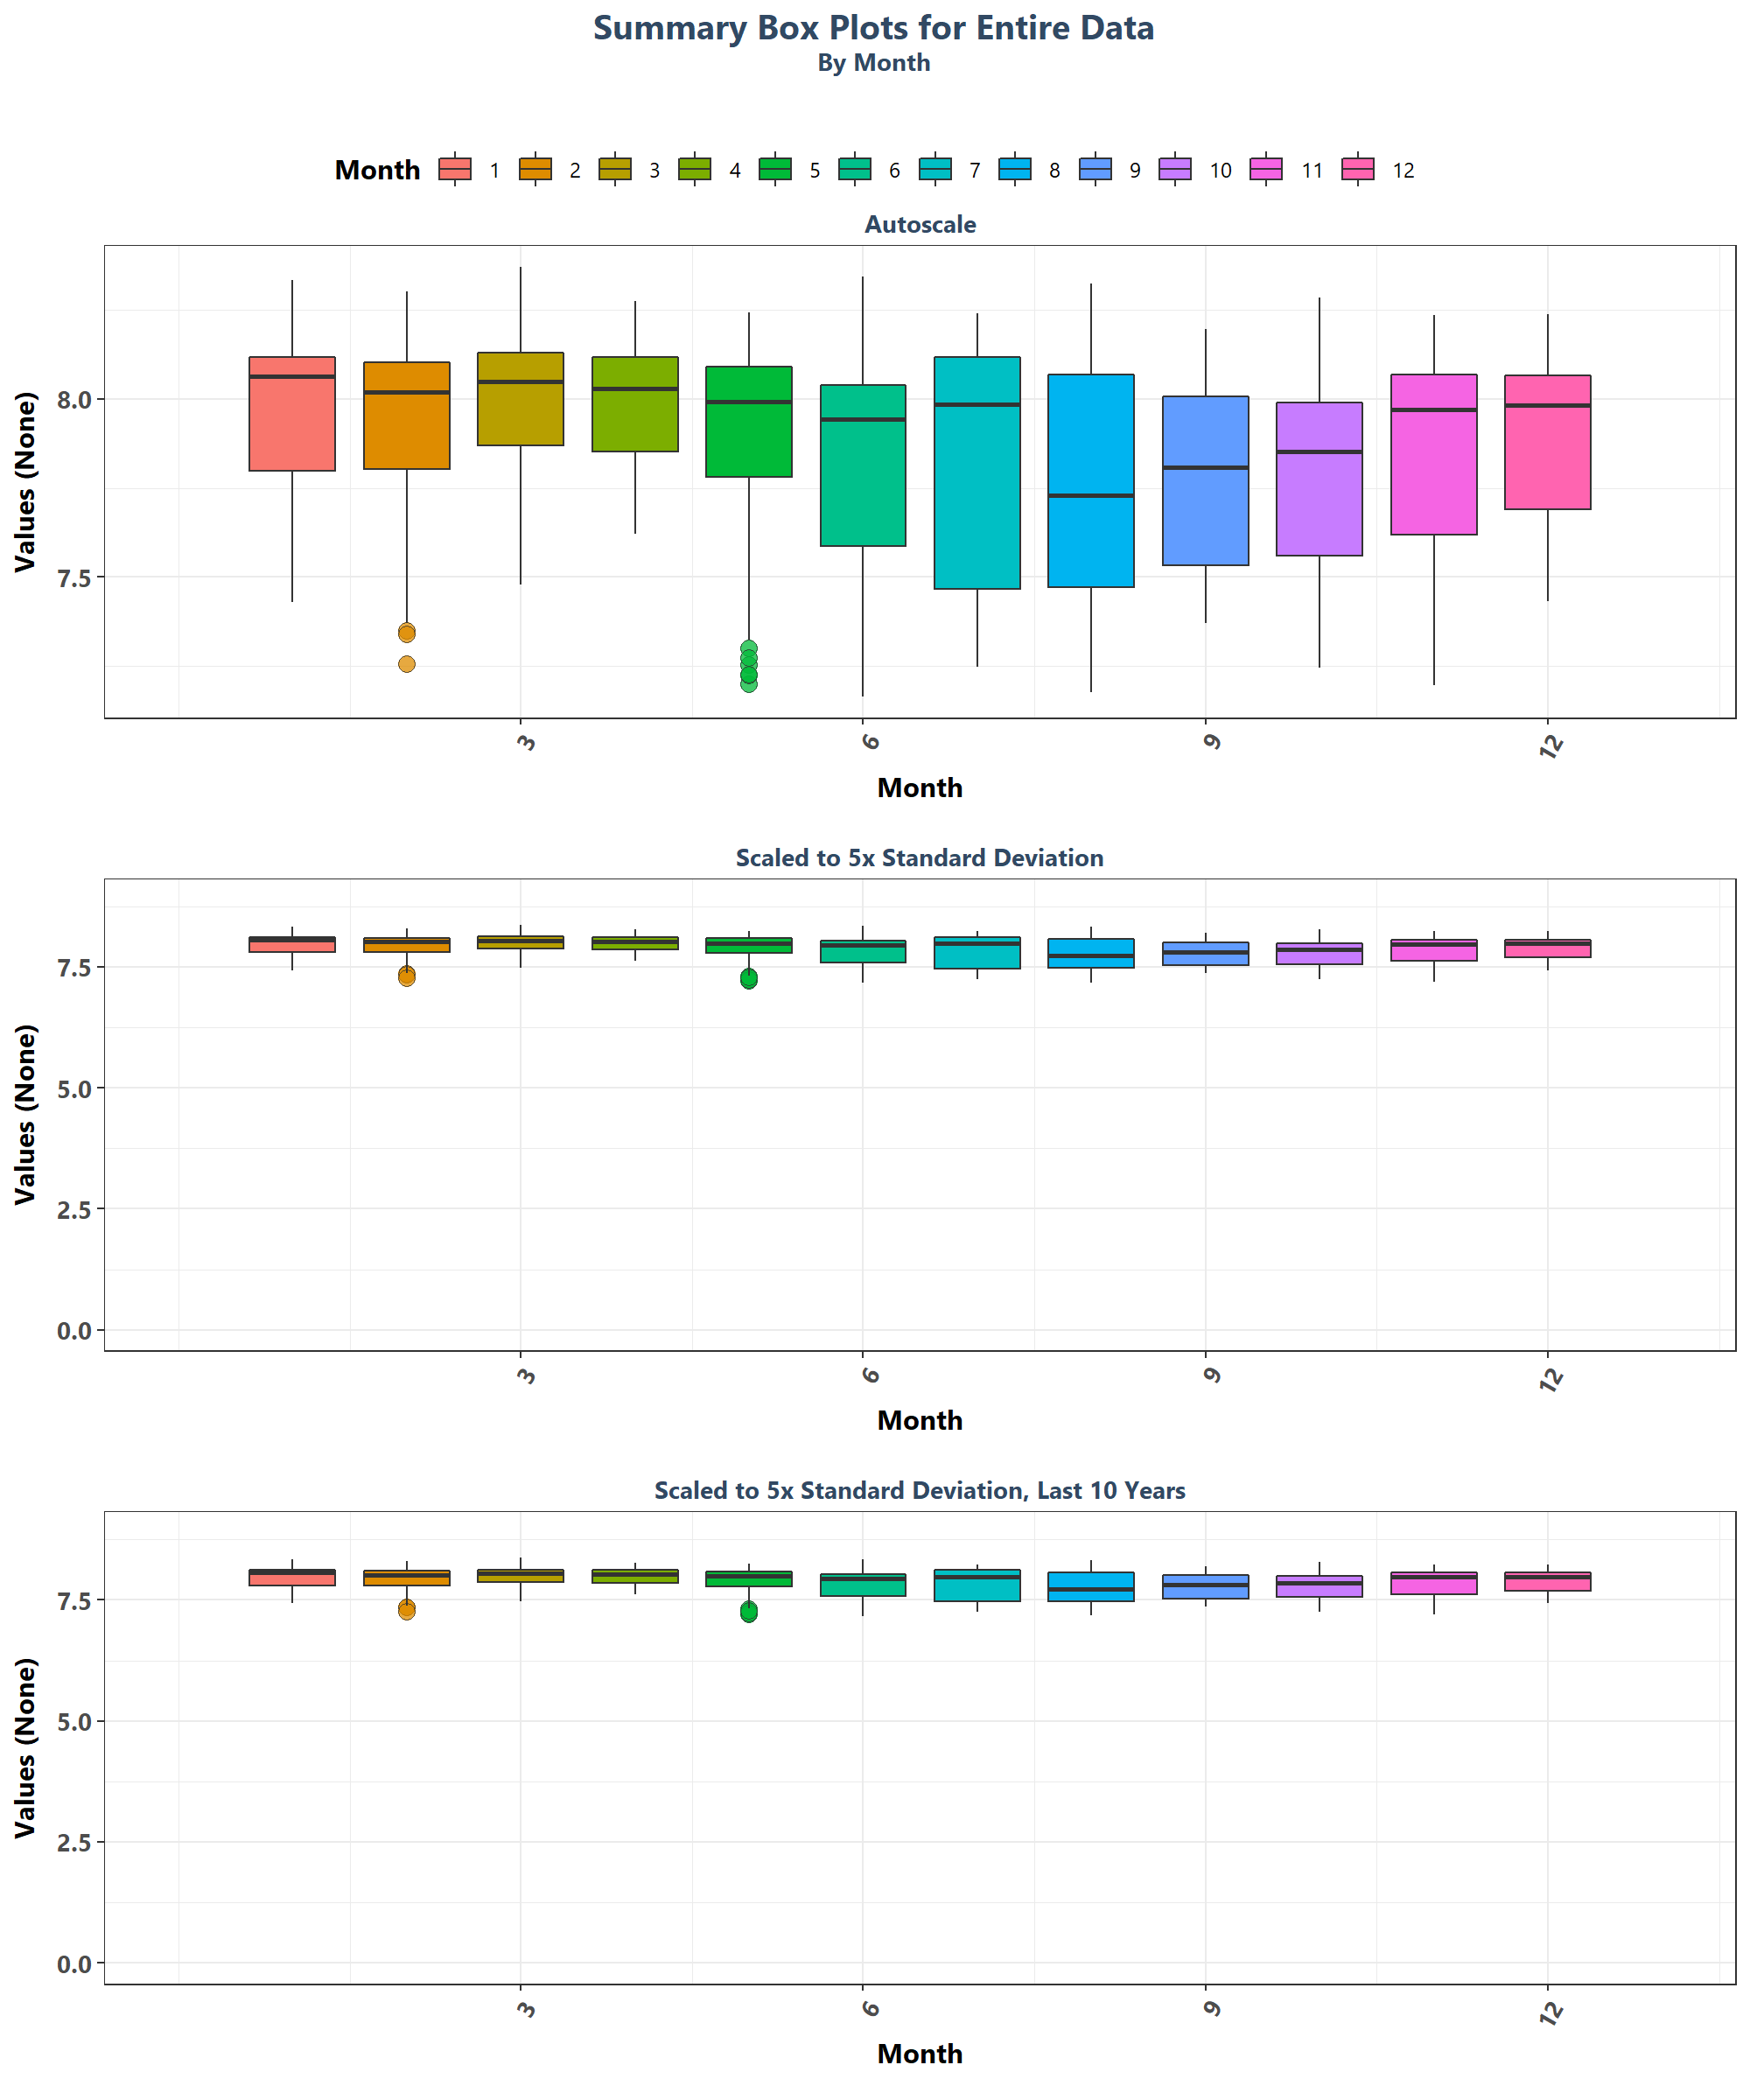 Summary Box Plots for Entire Data
By Month
Month 1 2 3 4 5 6 7 8 9 10 11 12
Autoscale
Values (None)
8.0
7.5
3 6 9 12
Month
Scaled to 5x Standard Deviation
Values (None)
7.5
5.0
2.5
0.0
3 6 9 12
Month
Scaled to 5x Standard Deviation, Last 10 Years
Values (None)
7.5
5.0
2.5
0.0
3 6 9 12
Month